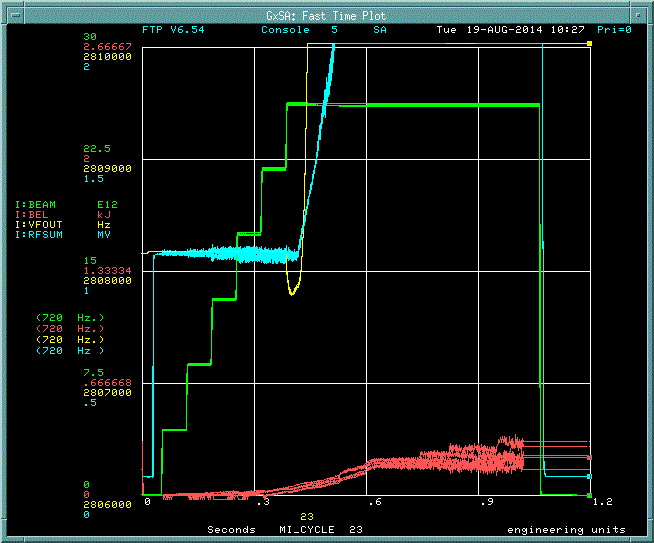 GxSA: Fast Time Plot
FTP V6.54 Console 5 SA Tue 19-AUG-2014 10:27 Pri=0
30
2.66667
2810000
2
22.5
2
2809000
1.5
I:BEAM E12
I:BEL kJ
I:VFOUT Hz
I:RFSUM MV
15
1.33334
2808000
1
(720 Hz.)
(720 Hz.)
(720 Hz.)
(720 Hz )
7.5
.666668
2807000
.5
0
0
2806000
0
0 .3 .6 .9 1.2
23
Seconds MI_CYCLE 23 engineering units